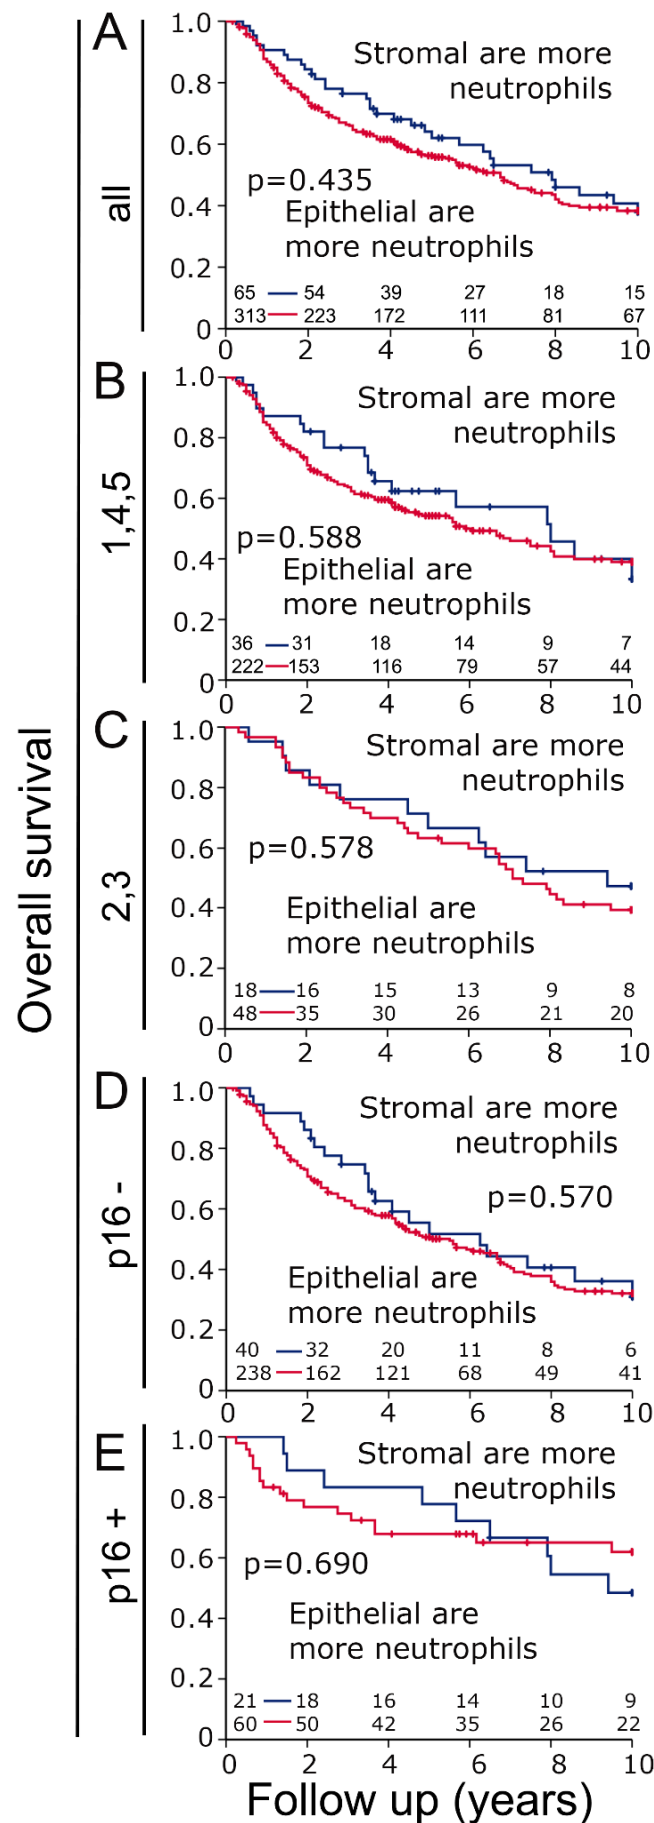 Overall survival
A
all
1.0
0.8
0.6
0.4
0.2
0
Stromal are more
neutrophils
p=0.435
Epithelial are
more neutrophils
65 54 39 27 18 15
313 223 172 111 81 67
0 2 4 6 8 10
B
1,4,5
1.0
0.8
0.6
0.4
0.2
0
Stromal are more
neutrophils
p=0.588
Epithelial are
more neutrophils
36 31 18 14 9 7
222 153 116 79 57 44
0 2 4 6 8 10
C
2,3
1.0
0.8
0.6
0.4
0.2
0
Stromal are more
neutrophils
p=0.578
Epithelial are
more neutrophils
18 16 15 13 9 8
48 35 30 26 21 20
0 2 4 6 8 10
D
p16 -
1.0
0.8
0.6
0.4
0.2
0
Stromal are more
neutrophils
p=0.570
Epithelial are
more neutrophils
40 32 20 11 8 6
238 162 121 68 49 41
0 2 4 6 8 10
E
p16 +
1.0
0.8
0.6
0.4
0.2
0
Stromal are more
neutrophils
p=0.690
Epithelial are
more neutrophils
21 18 16 14 10 9
60 50 42 35 26 22
0 2 4 6 8 10
Follow up (years)